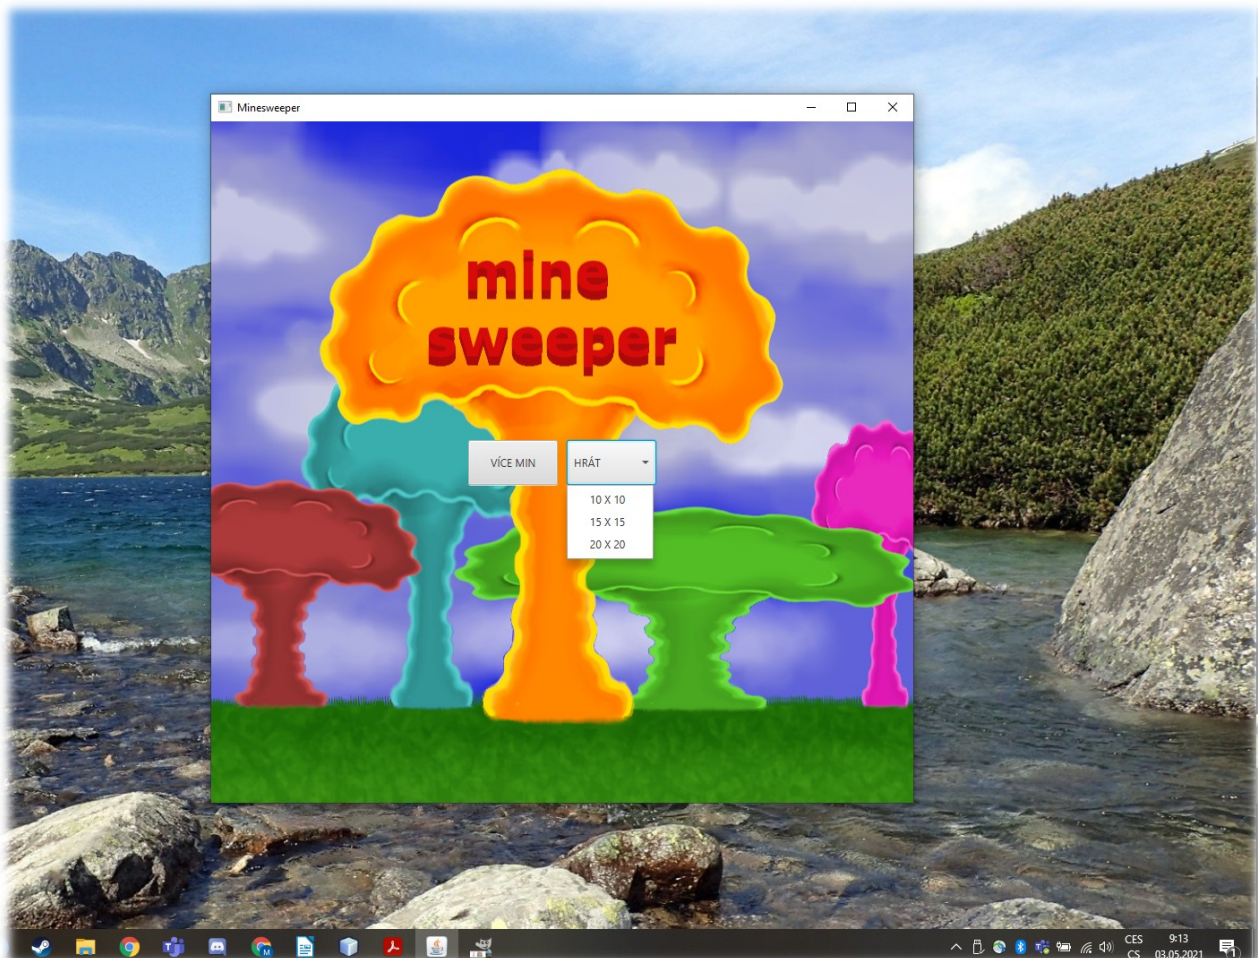 Minesweeper
mine
sweeper
VÍCE MIN
HRÁT
10 X 10
15 X 15
20 X 20
CES
9:13
CS
03.05.2021
1